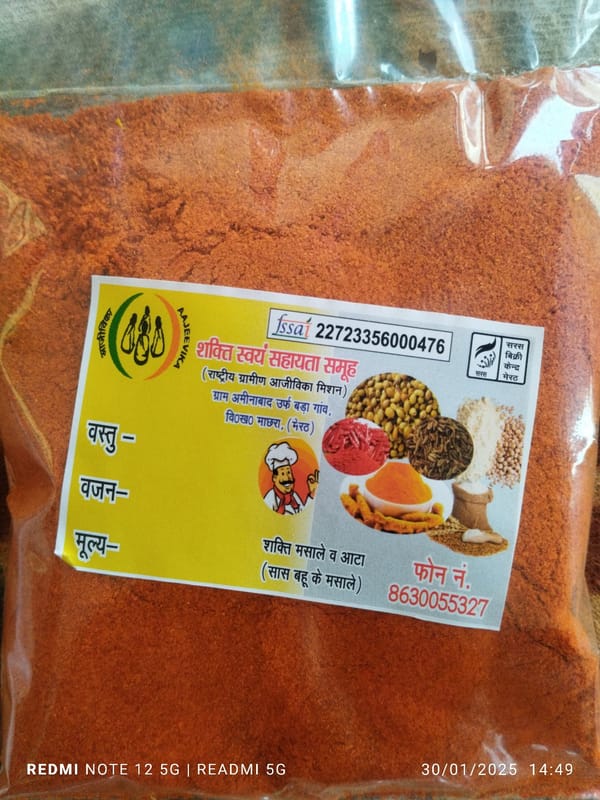 आजीविका
AAJEEVIKA
fssai 22723356000476
शक्ति स्वयं सहायता समूह
(राष्ट्रीय ग्रामीण आजीविका मिशन)
ग्राम अमीनाबाद उर्फ बड़ा गांव,
वि०ख० माछरा, (मेरठ)
सरस
सरस
बिक्री
केन्द्र
मेरठ
वस्तु –
वजन–
मूल्य–
शक्ति मसाले व आटा
(सास बहू के मसाले)
फोन नं.
8630055327
REDMI NOTE 12 5G | READMI 5G
30/01/2025 14:49